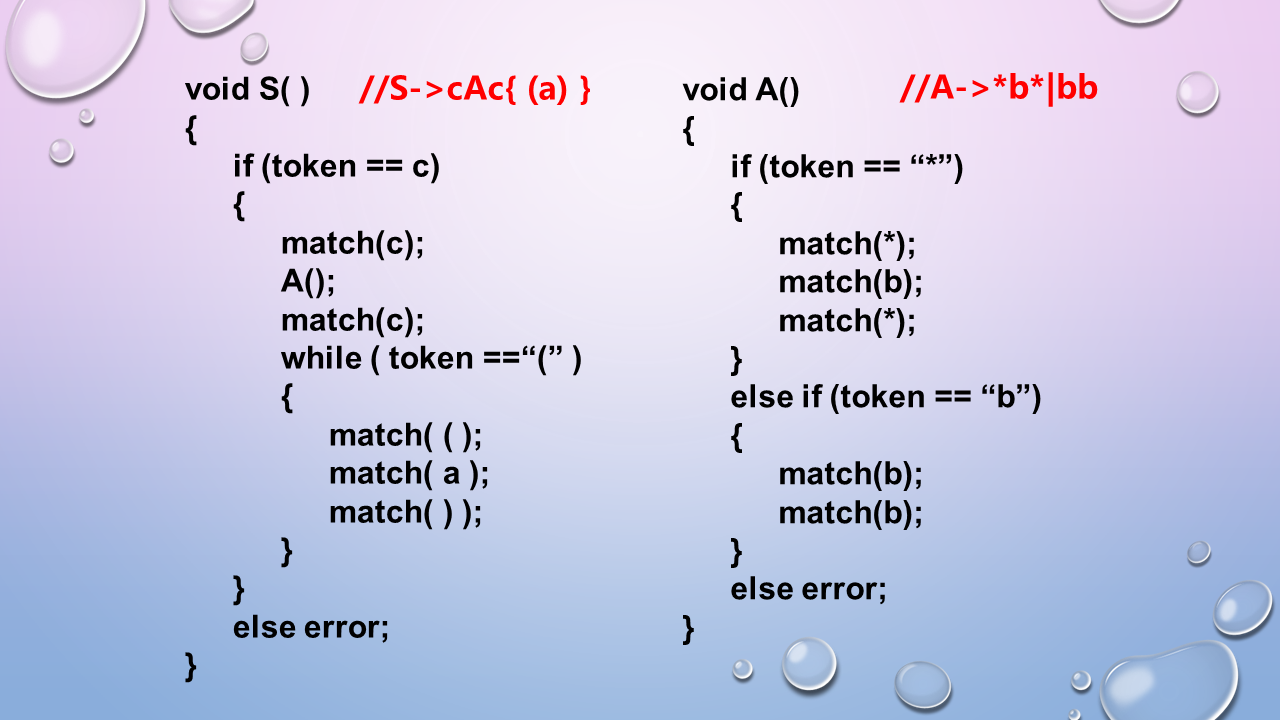 void S( ) //S->cAc{ (a) }
{
if (token == c)
{
match(c);
A();
match(c);
while ( token ==“(” )
{
match( ( );
match( a );
match( ) );
}
}
else error;
}
void A() //A->*b*|bb
{
if (token == “*”)
{
match(*);
match(b);
match(*);
}
else if (token == “b”)
{
match(b);
match(b);
}
else error;
}